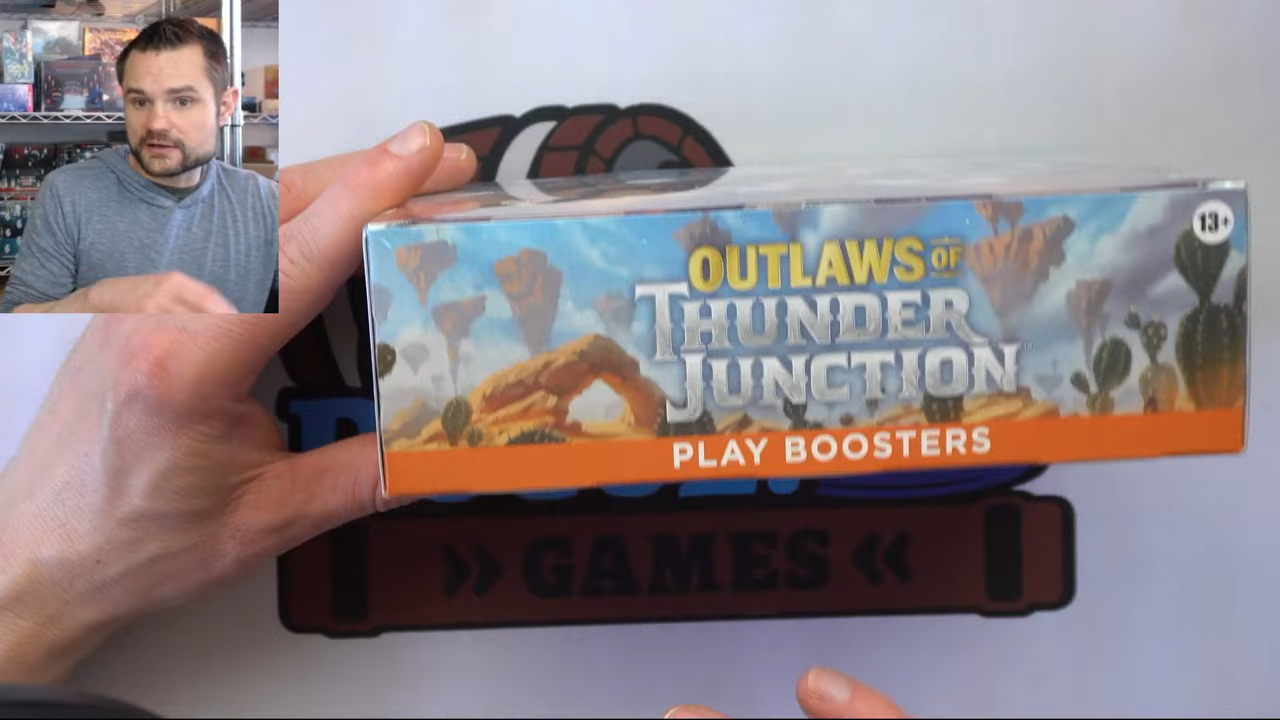 13+
OUTLAWS OF
THUNDER
JUNCTION
PLAY BOOSTERS
>> GAMES <<